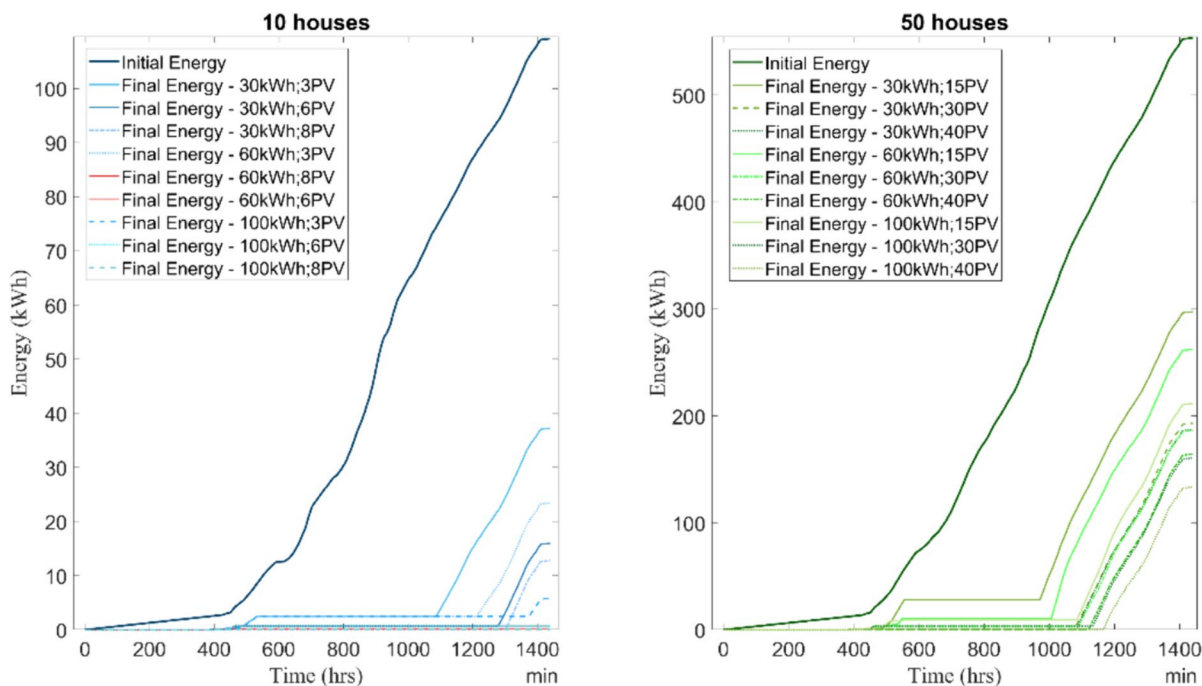 10 houses
Initial Energy
Final Energy - 30kWh;3PV
Final Energy - 30kWh;6PV
Final Energy - 30kWh;8PV
Final Energy - 60kWh;3PV
Final Energy - 60kWh;8PV
Final Energy - 60kWh;6PV
Final Energy - 100kWh;3PV
Final Energy - 100kWh;6PV
Final Energy - 100kWh;8PV
Energy (kWh)
100
90
80
70
60
50
40
30
20
10
0
0 200 400 600 800 1000 1200 1400
Time (hrs)
min
50 houses
Initial Energy
Final Energy - 30kWh;15PV
Final Energy - 30kWh;30PV
Final Energy - 30kWh;40PV
Final Energy - 60kWh;15PV
Final Energy - 60kWh;30PV
Final Energy - 60kWh;40PV
Final Energy - 100kWh;15PV
Final Energy - 100kWh;30PV
Final Energy - 100kWh;40PV
Energy (kWh)
500
400
300
200
100
0
0 200 400 600 800 1000 1200 1400
Time (hrs)
min